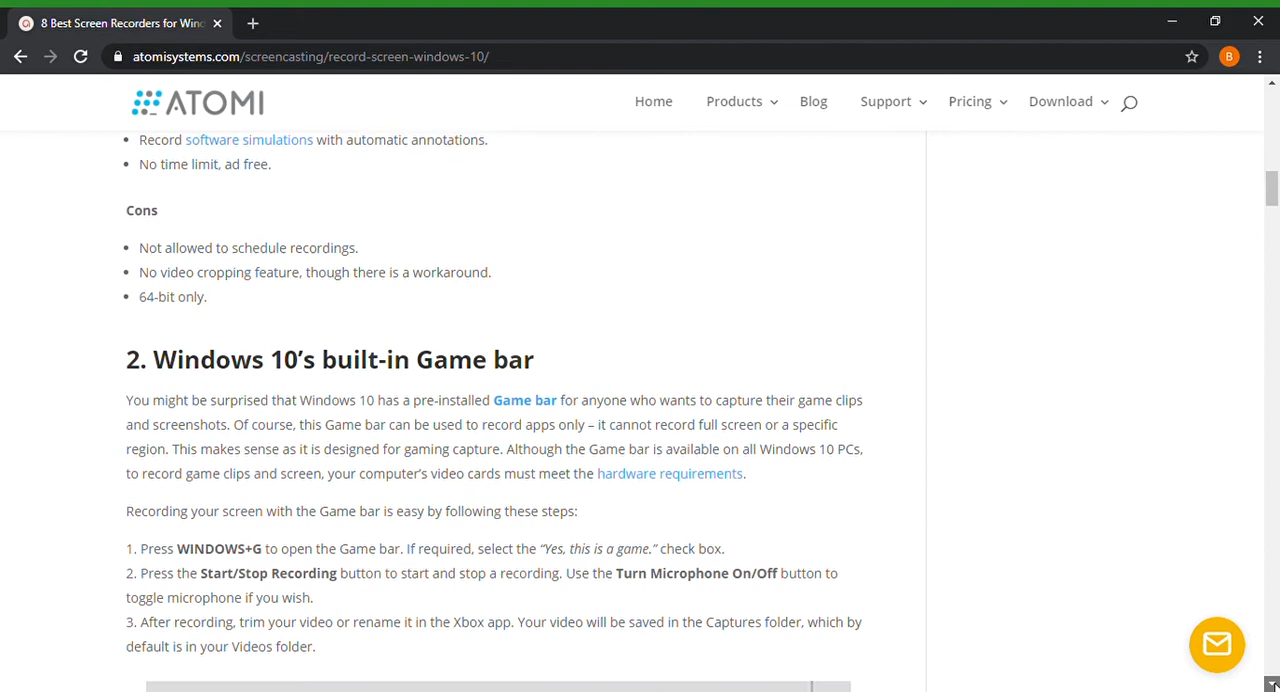 8 Best Screen Recorders for Wind
atomisystems.com/screencasting/record-screen-windows-10/
B
ATOMI
Home Products Blog Support Pricing Download
• Record software simulations with automatic annotations.
• No time limit, ad free.
Cons
• Not allowed to schedule recordings.
• No video cropping feature, though there is a workaround.
• 64-bit only.
2. Windows 10’s built-in Game bar
You might be surprised that Windows 10 has a pre-installed Game bar for anyone who wants to capture their game clips
and screenshots. Of course, this Game bar can be used to record apps only – it cannot record full screen or a specific
region. This makes sense as it is designed for gaming capture. Although the Game bar is available on all Windows 10 PCs,
to record game clips and screen, your computer’s video cards must meet the hardware requirements.
Recording your screen with the Game bar is easy by following these steps:
1. Press WINDOWS+G to open the Game bar. If required, select the “Yes, this is a game.” check box.
2. Press the Start/Stop Recording button to start and stop a recording. Use the Turn Microphone On/Off button to
toggle microphone if you wish.
3. After recording, trim your video or rename it in the Xbox app. Your video will be saved in the Captures folder, which by
default is in your Videos folder.